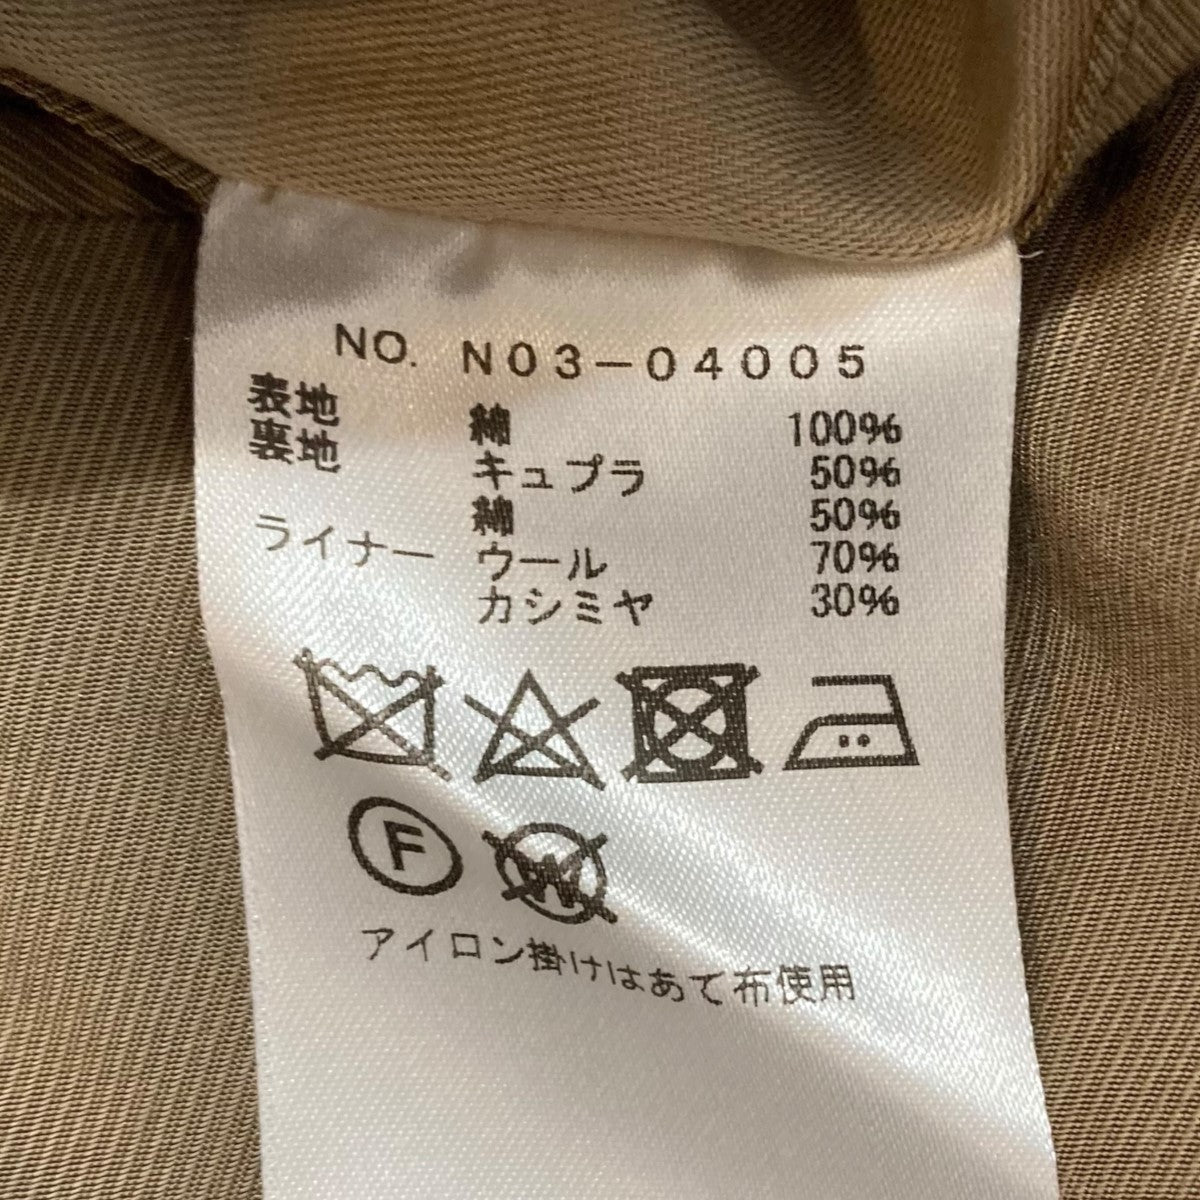 NO. N03-04005
表地 綿 100%
裏地 キュプラ 50%
綿 50%
ライナー ウール 70%
カシミヤ 30%
F W
アイロン掛けはあて布使用